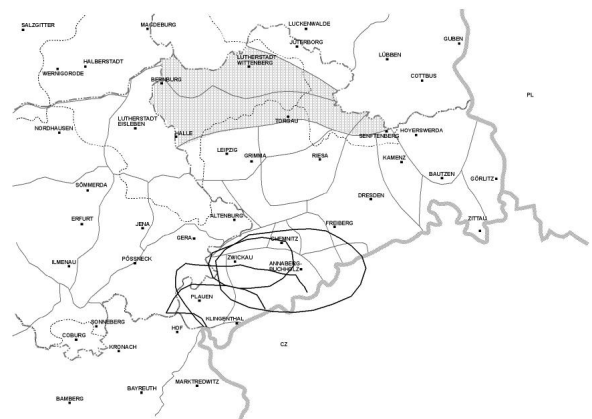 SALZGITTER
MAGDEBURG
LUCKENWALDE
JÜTERBORG
GUBEN
LÜBBEN
HALBERSTADT
WERNIGORODE
LUTHERSTADT
WITTENBERG
BERNBURG
COTTBUS
PL
LUTHERSTADT
EISLEBEN
NORDHAUSEN
HALLE
TORGAU
SENFTENBERG
HOYERSWERDA
LEIPZIG
GRIMMA
RIESA
KAMENZ
BAUTZEN
GÖRLITZ
SÖMMERDA
DRESDEN
ERFURT
JENA
ALTENBURG
FREIBERG
ZITTAU
GERA
CHEMNITZ
ILMENAU
PÖSSNECK
ZWICKAU
ANNABERG-
BUCHHOLZ
PLAUEN
SONNEBERG
KLINGENTHAL
HOF
COBURG
KRONACH
CZ
BAYREUTH
MARKTREDWITZ
BAMBERG